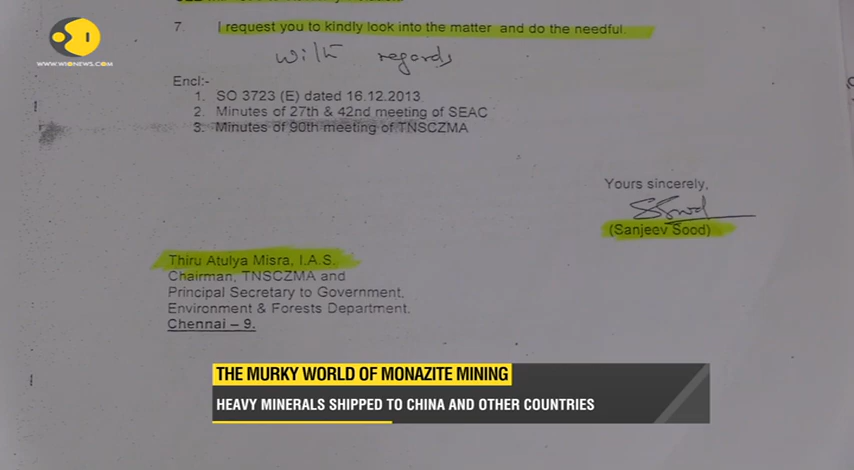 7. I request you to kindly look into the matter and do the needful.
with regards
WWW.WIONEWS.COM
Encl:-
1. SO 3723 (E) dated 16.12.2013
2. Minutes of 27th & 42nd meeting of SEAC
3. Minutes of 90th meeting of TNSCZMA
Yours sincerely,
(Sanjeev Sood)
Thiru Atulya Misra, I.A.S.
Chairman, TNSCZMA and
Principal Secretary to Government,
Environment & Forests Department.
Chennai – 9.
THE MURKY WORLD OF MONAZITE MINING
HEAVY MINERALS SHIPPED TO CHINA AND OTHER COUNTRIES